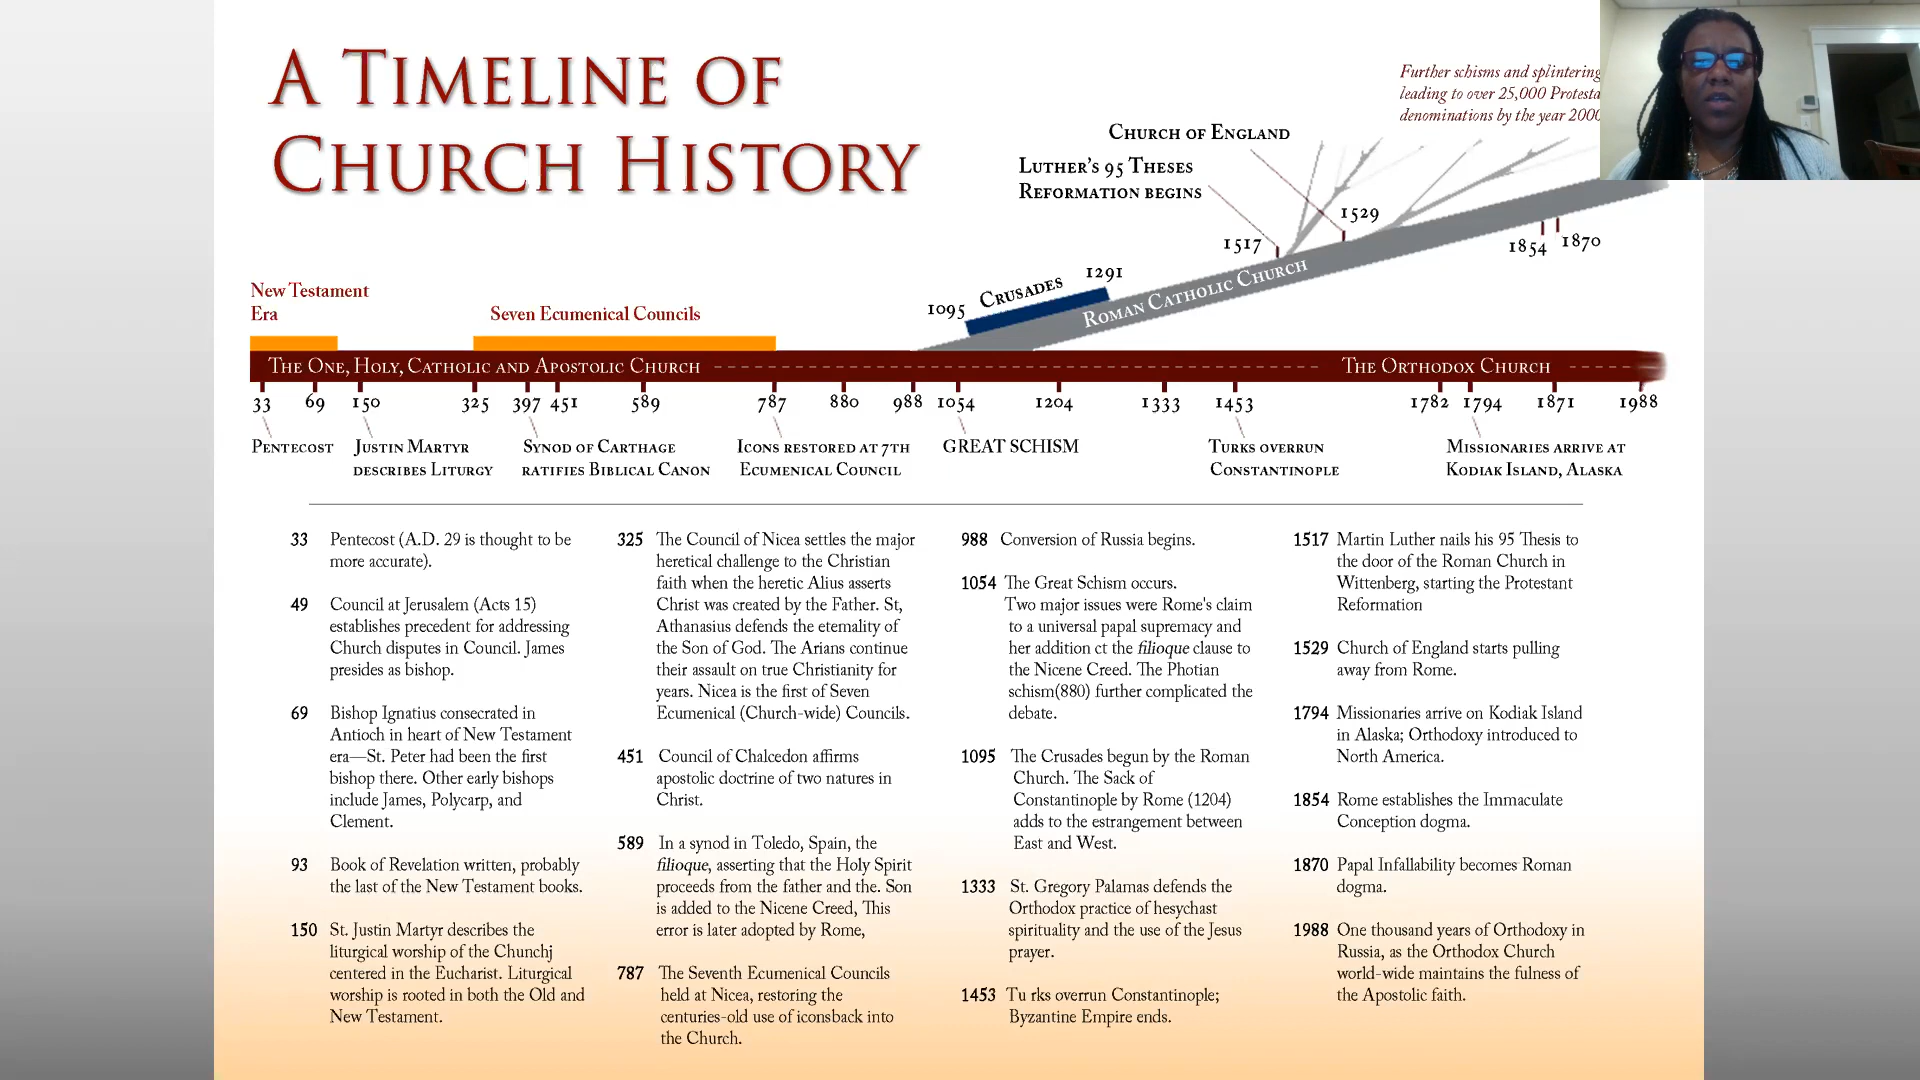 A Timeline of
Church History
Further schisms and splintering
leading to over 25,000
denominations by the year 2000
Church of England
Luther's 95 Theses
Reformation begins
1529
1517
1854
1870
1291
Crusades
1095
Roman Catholic Church
New Testament
Era
Seven Ecumenical Councils
The One, Holy, Catholic and Apostolic Church
The Orthodox Church
33 69 150 325 397 451 589 787 880 988 1054 1204 1333 1453 1782 1794 1871 1988
Pentecost
Justin Martyr
describes Liturgy
Synod of Carthage
ratifies Biblical Canon
Icons restored at 7th
Ecumenical Council
GREAT SCHISM
Turks overrun
Constantinople
Missionaries arrive at
Kodiak Island, Alaska
33 Pentecost (A.D. 29 is thought to be
more accurate).
49 Council at Jerusalem (Acts 15)
establishes precedent for addressing
Church disputes in Council. James
presides as bishop.
69 Bishop Ignatius consecrated in
Antioch in heart of New Testament
era—St. Peter had been the first
bishop there. Other early bishops
include James, Polycarp, and
Clement.
93 Book of Revelation written, probably
the last of the New Testament books.
150 St. Justin Martyr describes the
liturgical worship of the Chunchj
centered in the Eucharist. Liturgical
worship is rooted in both the Old and
New Testament.
325 The Council of Nicea settles the major
heretical challenge to the Christian
faith when the heretic Alius asserts
Christ was created by the Father. St,
Athanasius defends the etemality of
the Son of God. The Arians continue
their assault on true Christianity for
years. Nicea is the first of Seven
Ecumenical (Church-wide) Councils.
451 Council of Chalcedon affirms
apostolic doctrine of two natures in
Christ.
589 In a synod in Toledo, Spain, the
filioque, asserting that the Holy Spirit
proceeds from the father and the. Son
is added to the Nicene Creed, This
error is later adopted by Rome,
787 The Seventh Ecumenical Councils
held at Nicea, restoring the
centuries-old use of iconsback into
the Church.
988 Conversion of Russia begins.
1054 The Great Schism occurs.
Two major issues were Rome's claim
to a universal papal supremacy and
her addition ct the filioque clause to
the Nicene Creed. The Photian
schism(880) further complicated the
debate.
1095 The Crusades begun by the Roman
Church. The Sack of
Constantinople by Rome (1204)
adds to the estrangement between
East and West.
1333 St. Gregory Palamas defends the
Orthodox practice of hesychast
spirituality and the use of the Jesus
prayer.
1453 Tu rks overrun Constantinople;
Byzantine Empire ends.
1517 Martin Luther nails his 95 Thesis to
the door of the Roman Church in
Wittenberg, starting the Protestant
Reformation
1529 Church of England starts pulling
away from Rome.
1794 Missionaries arrive on Kodiak Island
in Alaska; Orthodoxy introduced to
North America.
1854 Rome establishes the Immaculate
Conception dogma.
1870 Papal Infallability becomes Roman
dogma.
1988 One thousand years of Orthodoxy in
Russia, as the Orthodox Church
world-wide maintains the fulness of
the Apostolic faith.